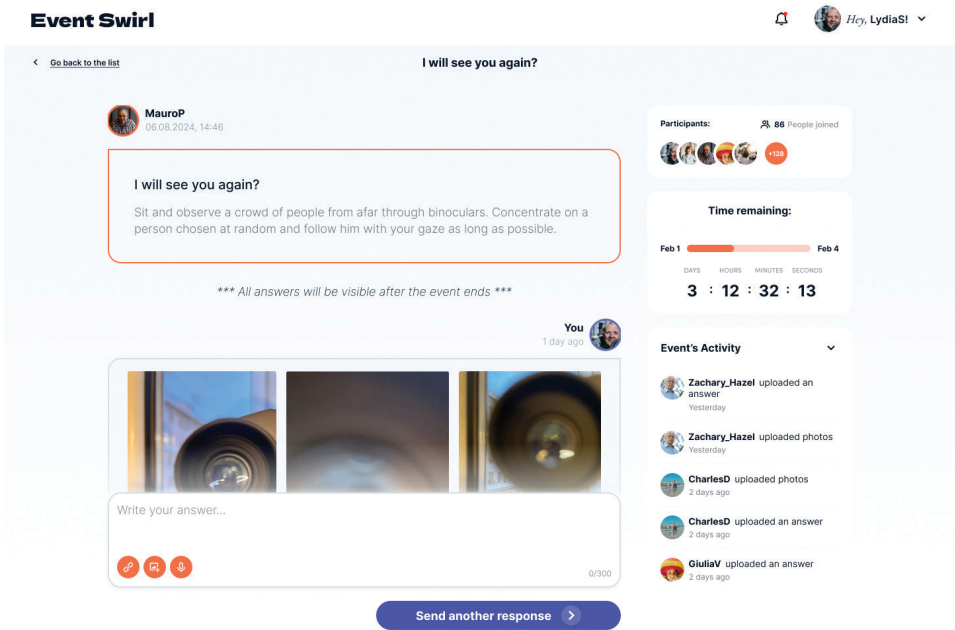 Event Swirl
Hey, LydiaS!
Go back to the list
I will see you again?
MauroP
06.08.2024, 14:46
I will see you again?
Sit and observe a crowd of people from afar through binoculars. Concentrate on a
person chosen at random and follow him with your gaze as long as possible.
*** All answers will be visible after the event ends ***
You
1 day ago
Write your answer...
0/300
Send another response
Participants:
86 People joined
+128
Time remaining:
Feb 1
Feb 4
DAYS HOURS MINUTES SECONDS
3 : 12 : 32 : 13
Event's Activity
Zachary_Hazel uploaded an
answer
Yesterday
Zachary_Hazel uploaded photos
Yesterday
CharlesD uploaded photos
2 days ago
CharlesD uploaded an answer
2 days ago
GiuliaV uploaded an answer
2 days ago